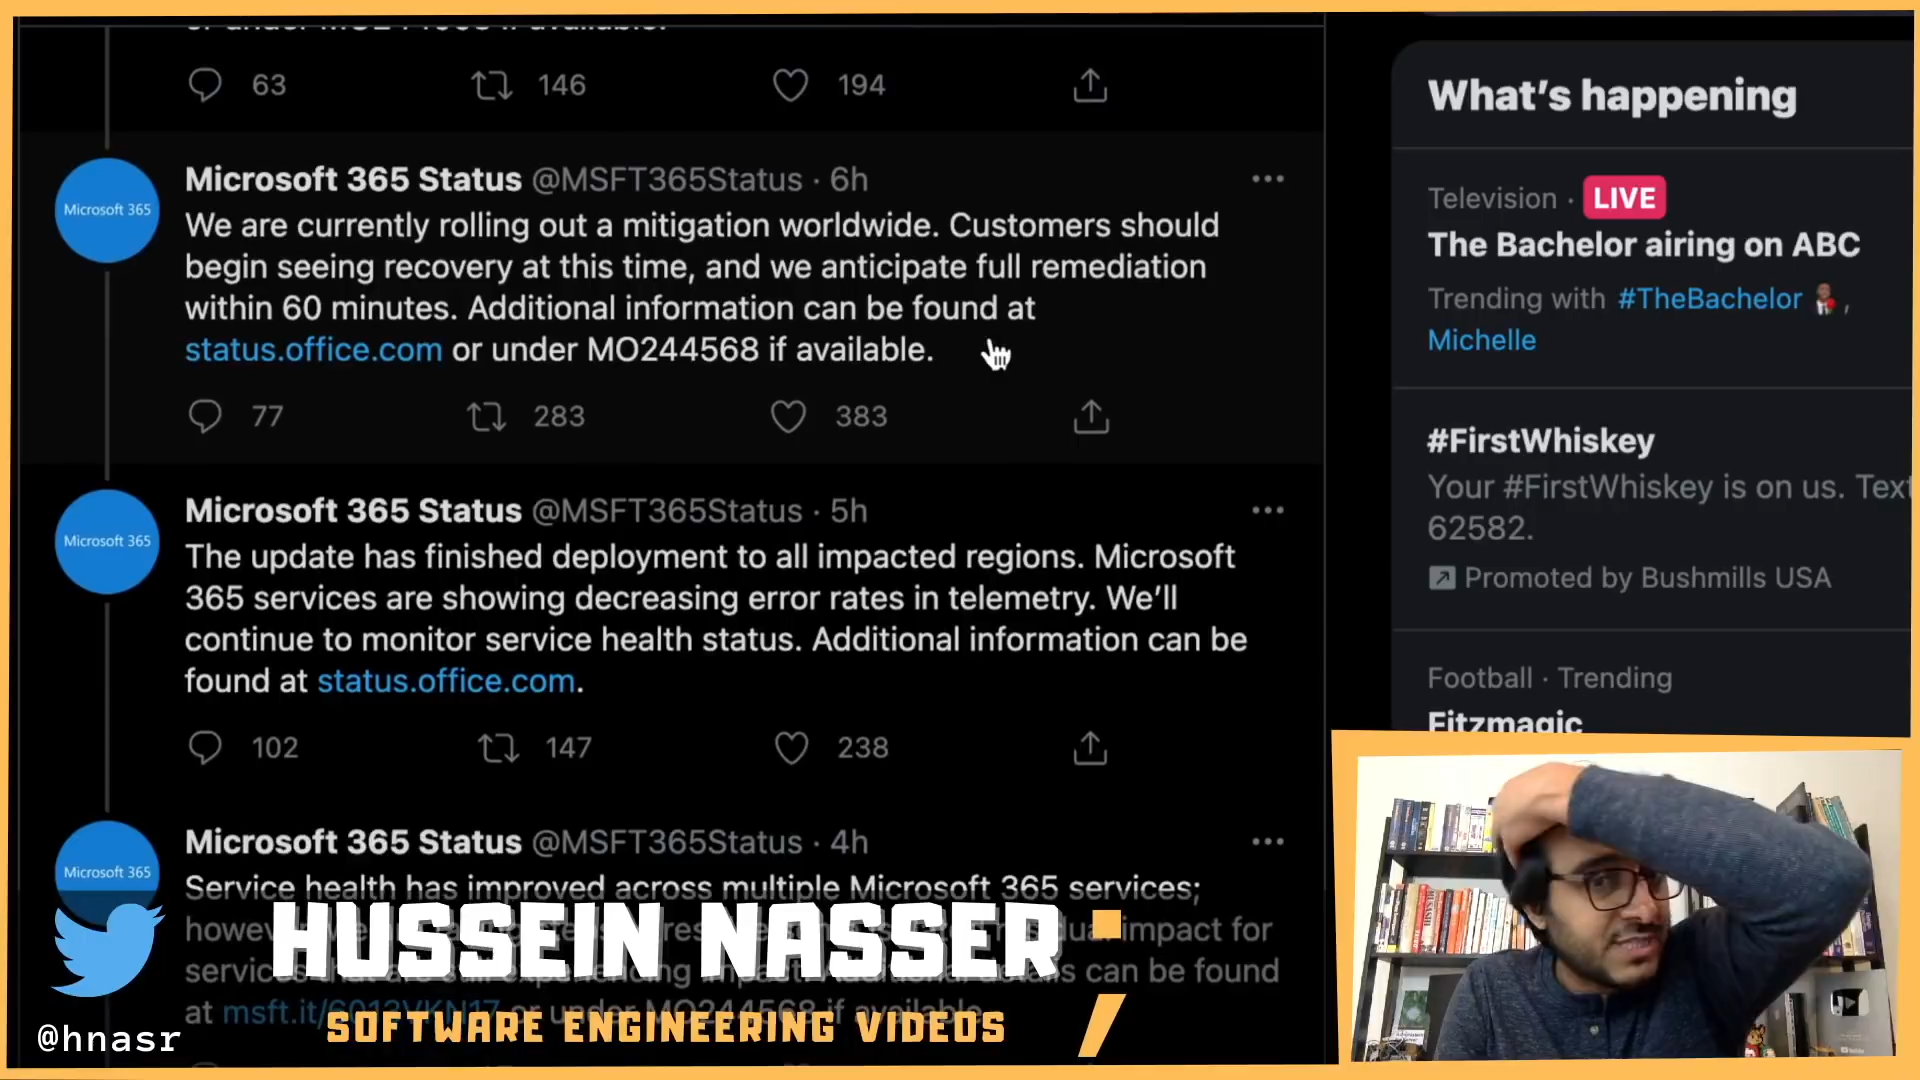 63 146 194
Microsoft 365 Status @MSFT365Status · 6h
Microsoft 365
We are currently rolling out a mitigation worldwide. Customers should
begin seeing recovery at this time, and we anticipate full remediation
within 60 minutes. Additional information can be found at
status.office.com or under MO244568 if available.
77 283 383
Microsoft 365 Status @MSFT365Status · 5h
Microsoft 365
The update has finished deployment to all impacted regions. Microsoft
365 services are showing decreasing error rates in telemetry. We'll
continue to monitor service health status. Additional information can be
found at status.office.com.
102 147 238
Microsoft 365 Status @MSFT365Status · 4h
Microsoft 365
Service health has improved across multiple Microsoft 365 services;
impact for
can be found
at or under MO244568 if available.
HUSSEIN NASSER
SOFTWARE ENGINEERING VIDEOS
@hnasr
What's happening
Television · LIVE
The Bachelor airing on ABC
Trending with #TheBachelor ,
Michelle
#FirstWhiskey
Your #FirstWhiskey is on us. Text
62582.
Promoted by Bushmills USA
Football · Trending
Fitzmagic